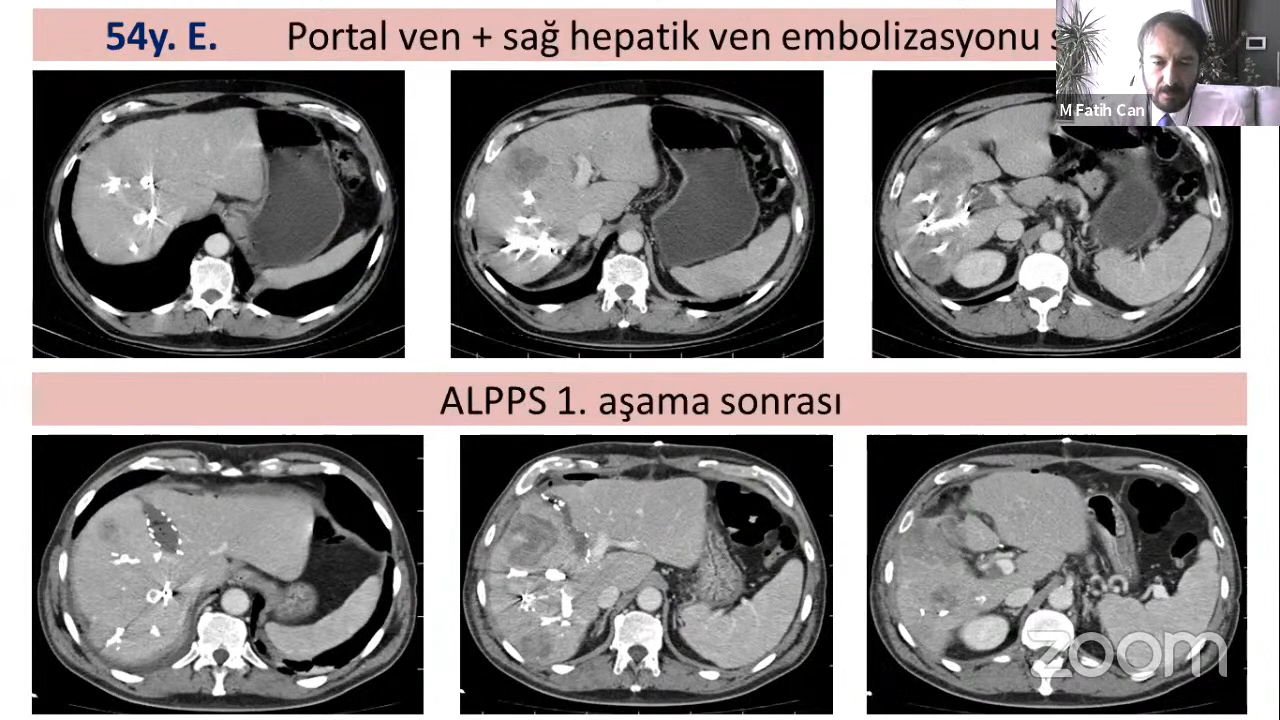 54y. E. Portal ven + sağ hepatik ven embolizasyonu
M Fatih Can
ALPPS 1. aşama sonrası
zoom